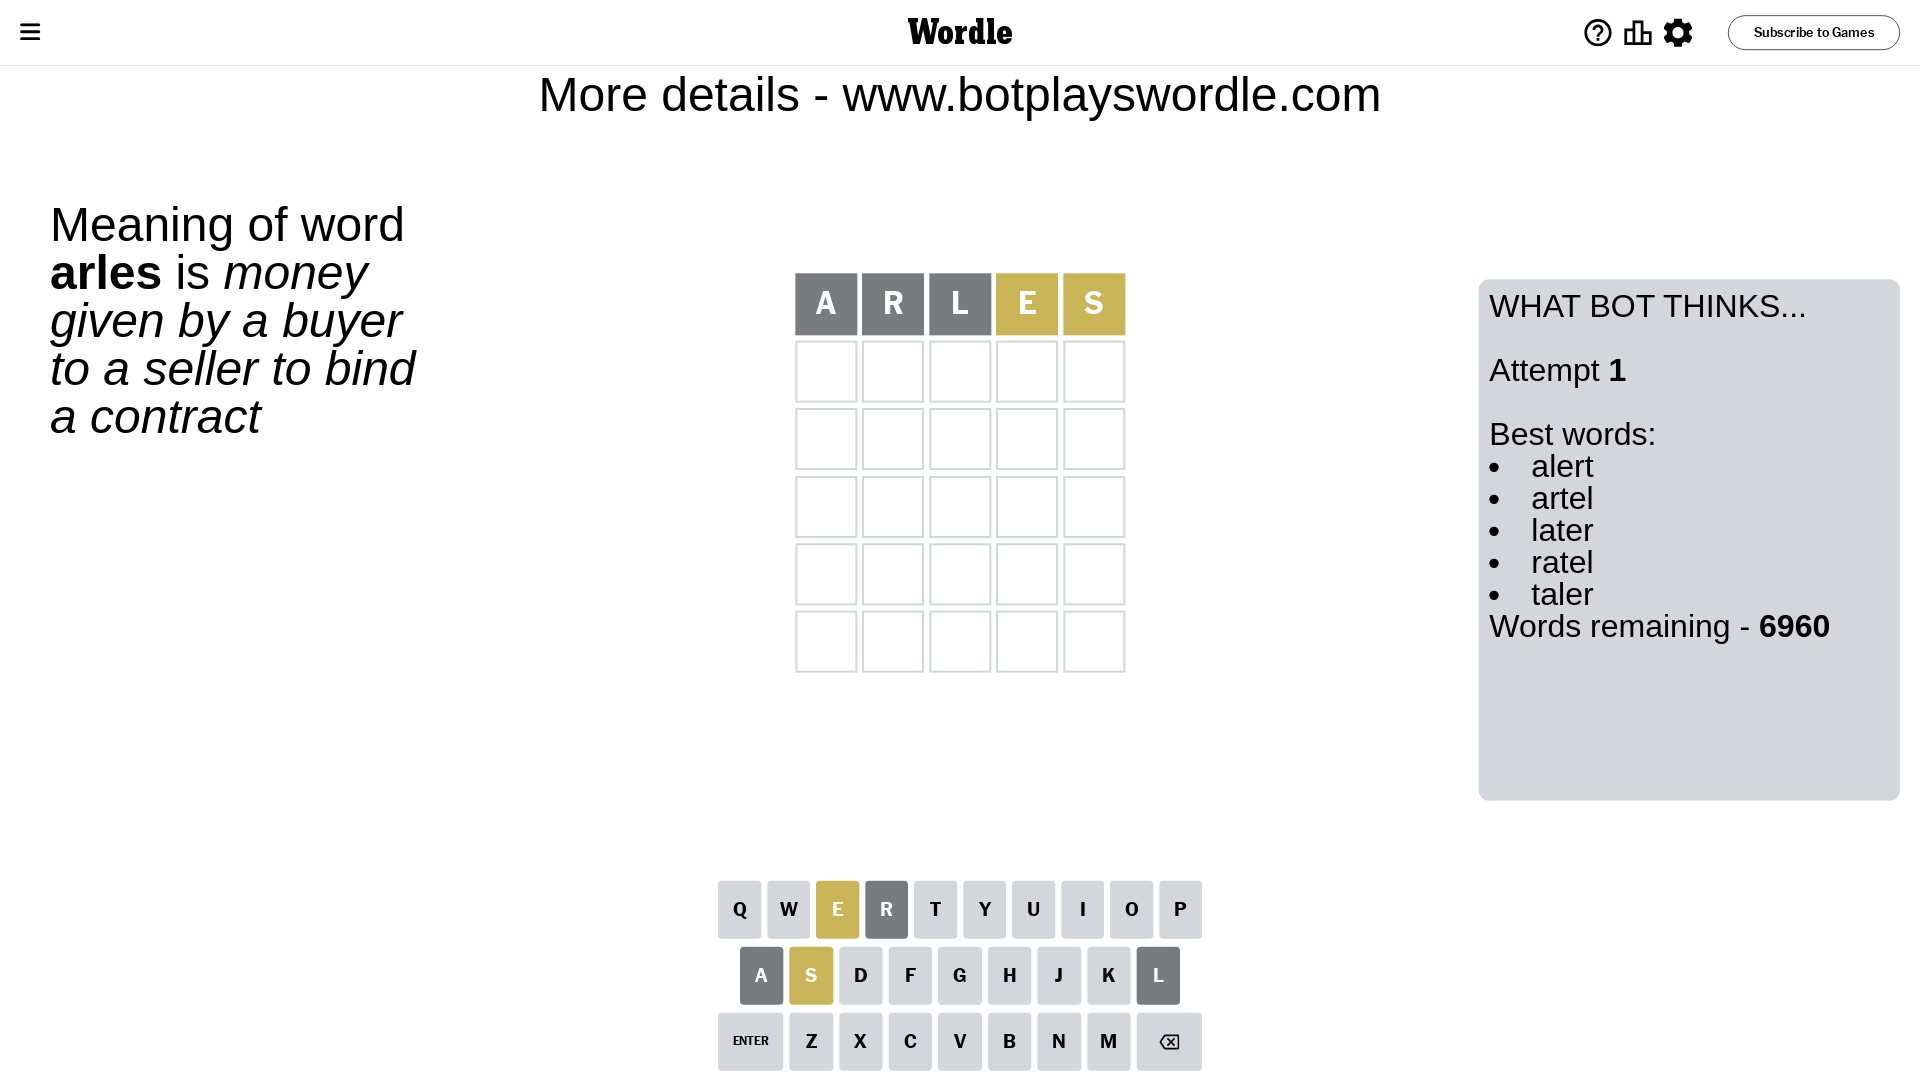 Wordle
Subscribe to Games
More details - www.botplayswordle.com
Meaning of word
arles is money
given by a buyer
to a seller to bind
a contract
A R L E S
WHAT BOT THINKS...
Attempt 1
Best words:
• alert
• artel
• later
• ratel
• taler
Words remaining - 6960
Q W E R T Y U I O P
A S D F G H J K L
ENTER Z X C V B N M